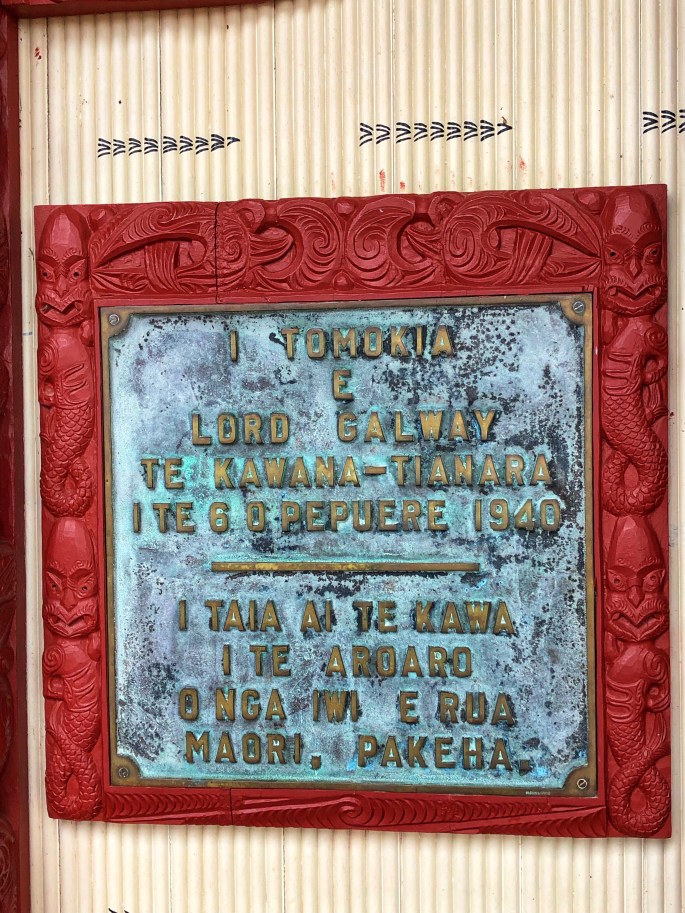 I TOMOKIA
E
LORD GALWAY
TE KAWANA-TIANARA
I TE 6 O PEPUERE 1940
I TAIA AI TE KAWA
I TE AROARO
O NGA IWI E RUA
MAORI, PAKEHA.